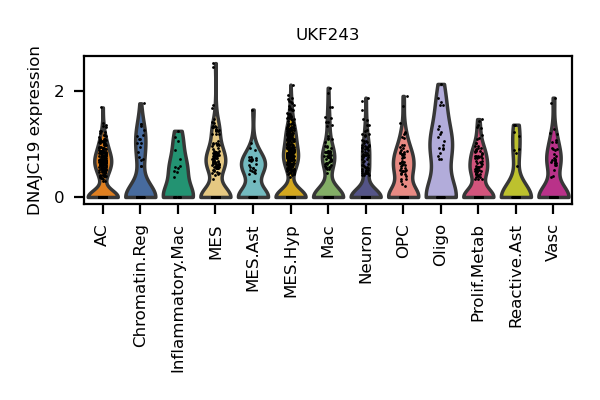 UKF243
DNAJC19 expression
2
0
AC
Chromatin.Reg
Inflammatory.Mac
MES
MES.Ast
MES.Hyp
Mac
Neuron
OPC
Oligo
Prolif.Metab
Reactive.Ast
Vasc